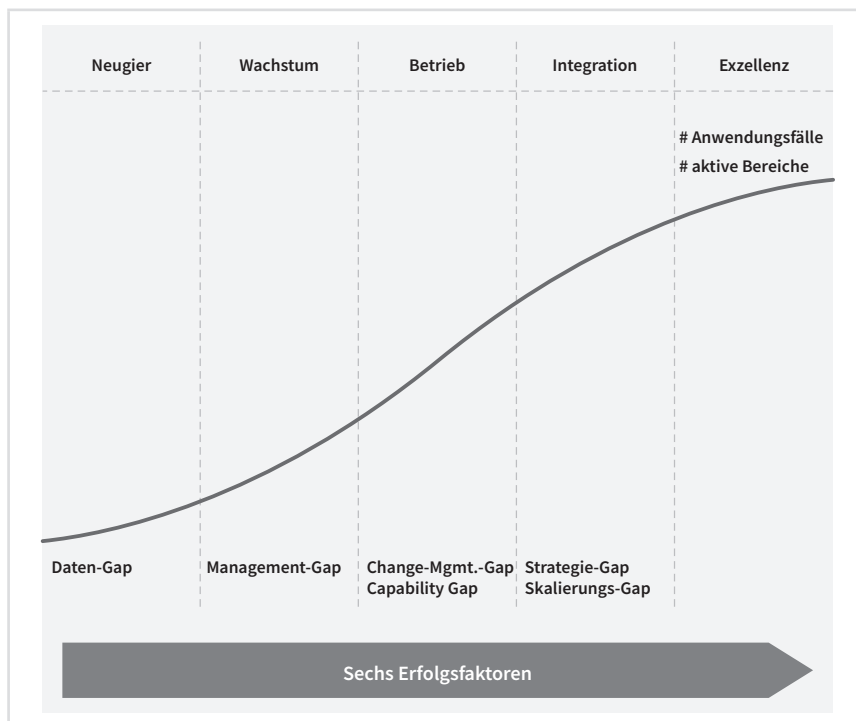 Neugier
Wachstum
Betrieb
Integration
Exzellenz
# Anwendungsfälle
# aktive Bereiche
Daten-Gap
Management-Gap
Change-Mgmt.-Gap
Capability Gap
Strategie-Gap
Skalierungs-Gap
Sechs Erfolgsfaktoren